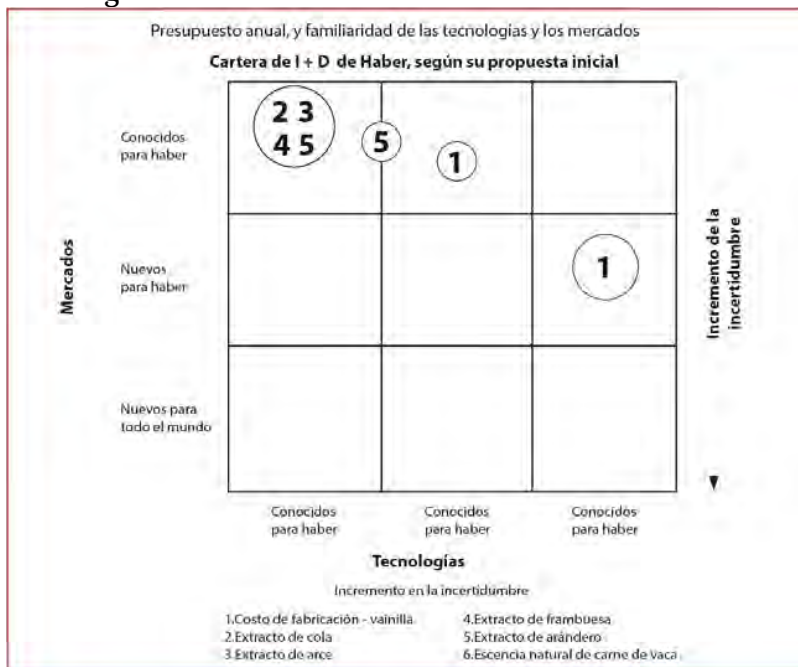 Presupuesto anual, y familiaridad de las tecnologías y los mercados
Cartera de I + D de Haber, según su propuesta inicial
2 3
4 5
5
1
Conocidos
para haber
1
Nuevos
para haber
Mercados
Incremento de la
incertidumbre
Nuevos para
todo el mundo
Conocidos
para haber
Conocidos
para haber
Conocidos
para haber
Tecnologías
Incremento en la incertidumbre
1.Costo de fabricación - vainilla
2.Extracto de cola
3.Extracto de arce
4.Extracto de frambuesa
5.Extracto de arándero
6.Escencia natural de carne de vaca